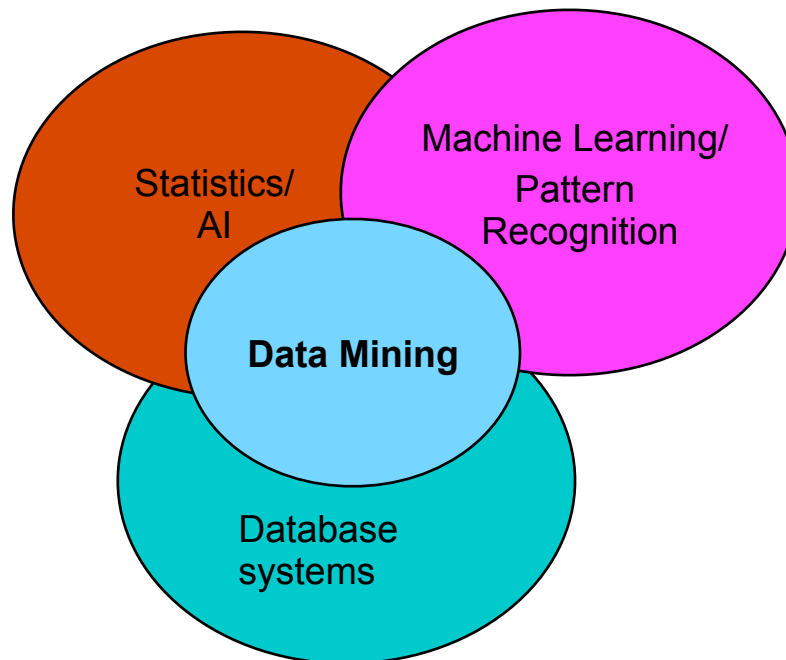 Statistics/
AI
Machine Learning/
Pattern
Recognition
Data Mining
Database
systems